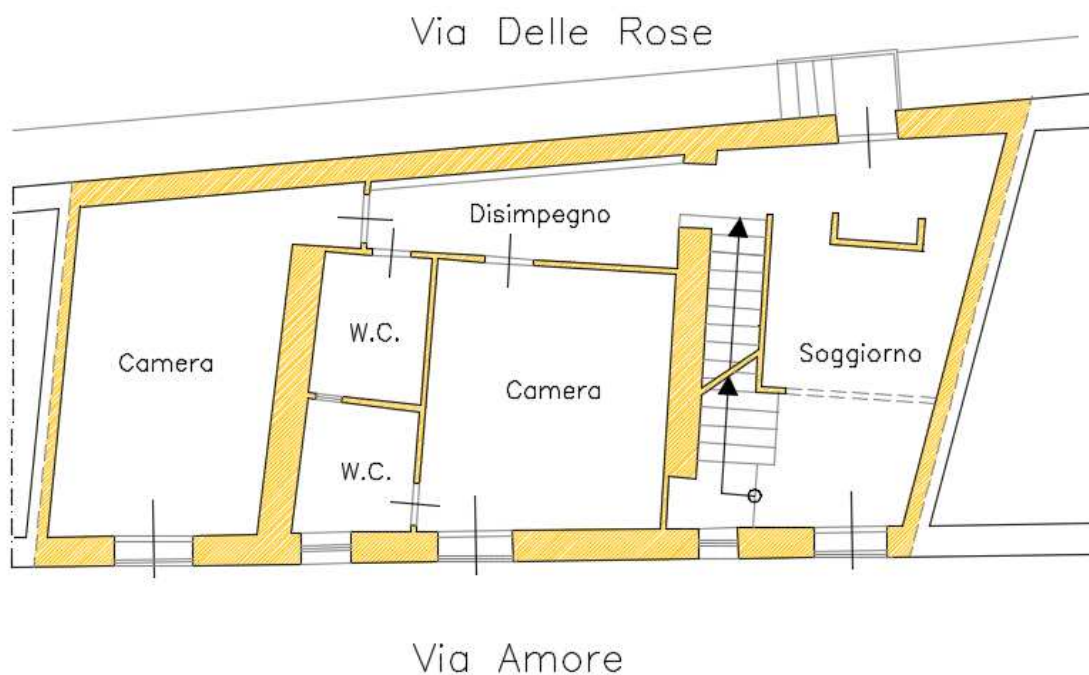 Via Delle Rose
Disimpegno
W.C.
Camera
Soggiorno
Camera
W.C.
Via Amore